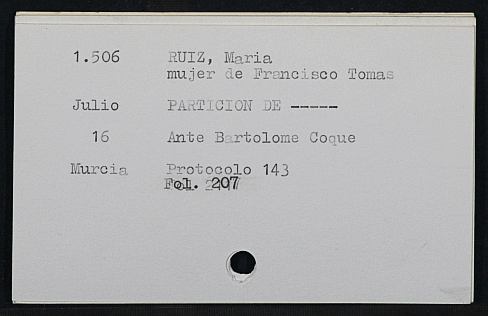 1.506 RUIZ, Maria
mujer de Francisco Tomas
Julio PARTICION DE -----
16 Ante Bartolome Coque
Murcia Protocolo 143
Fol. 207